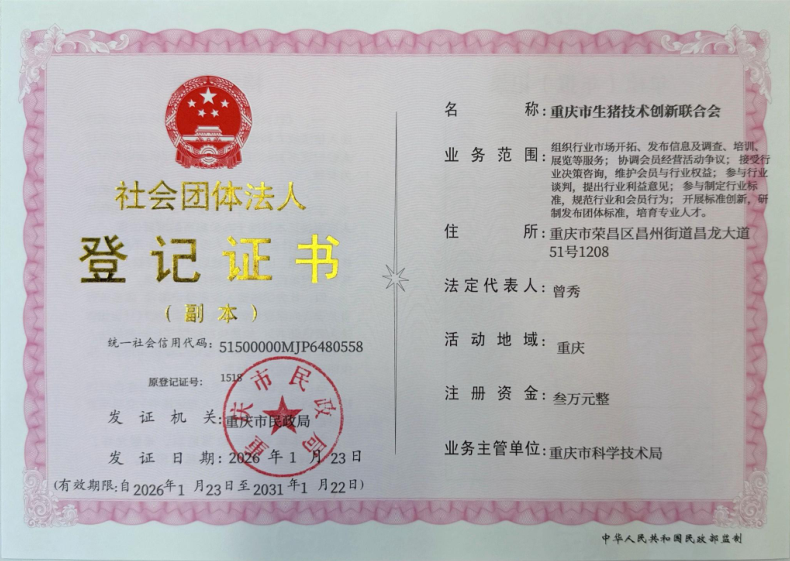 社会团体法人
登记证书
（副本）
统一社会信用代码：51500000MJP6480558
原登记证号： 1515
发证机关：重庆市民政局
发证日期：2026年1月23日
(有效期限:自2026年1月23日至2031年1月22日)
重庆市民政局
名称：重庆市生猪技术创新联合会
业务范围：组织行业市场开拓、发布信息及调查、培训、
展览等服务；协调会员经营活动争议；接受行
业决策咨询，维护会员与行业权益；参与行业
谈判，提出行业利益意见；参与制定行业标
准，规范行业和会员行为；开展标准创新，研
制发布团体标准，培育专业人才。
住所：重庆市荣昌区昌州街道昌龙大道
51号1208
法定代表人：曾秀
活动地域：重庆
注册资金：叁万元整
业务主管单位：重庆市科学技术局
中华人民共和国民政部监制